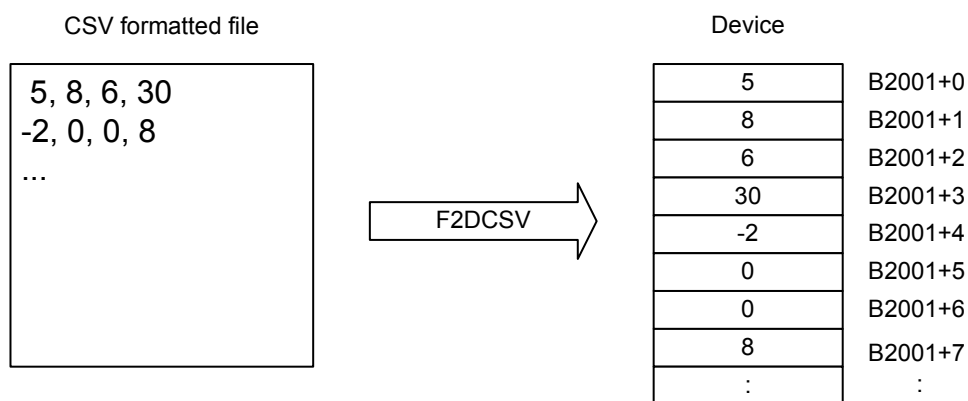 CSV formatted file
5, 8, 6, 30
-2, 0, 0, 8
...
F2DCSV
Device
5 B2001+0
8 B2001+1
6 B2001+2
30 B2001+3
-2 B2001+4
0 B2001+5
0 B2001+6
8 B2001+7
: :